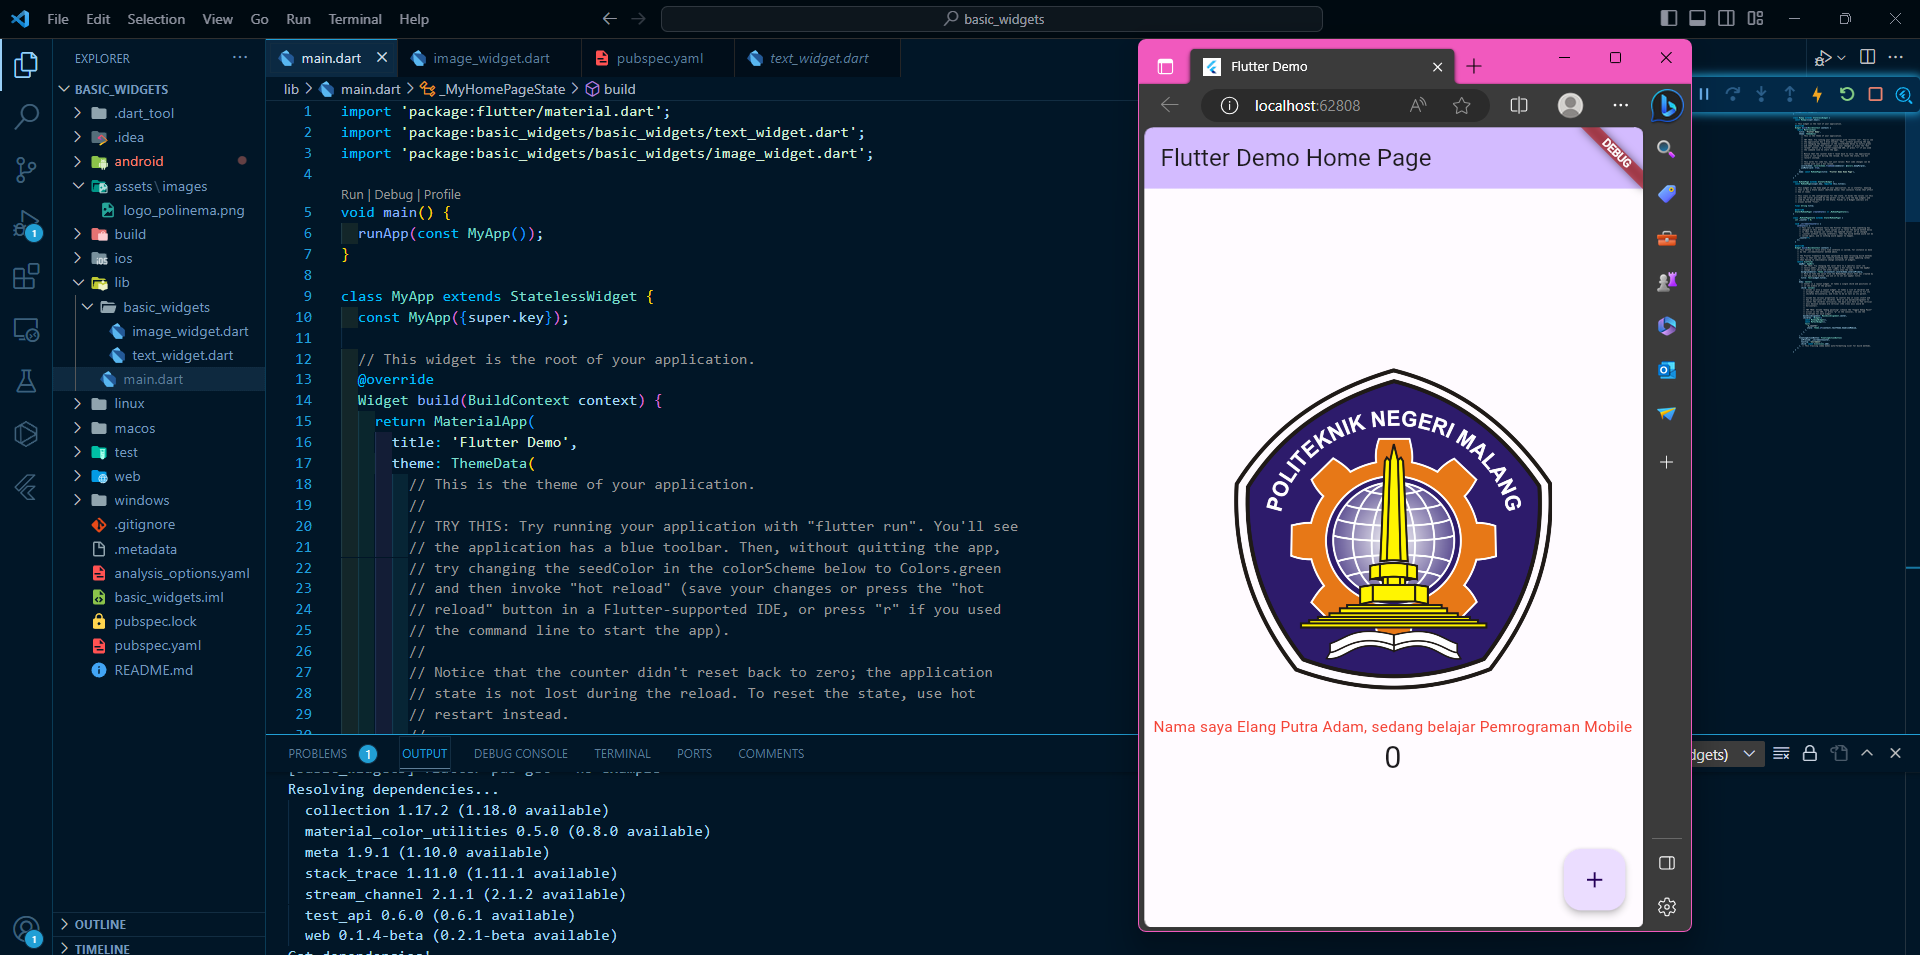 File Edit Selection View Go Run Terminal Help
basic_widgets
EXPLORER
BASIC_WIDGETS
.dart_tool
.idea
android
assets\images
logo_polinema.png
build
ios
lib
basic_widgets
image_widget.dart
text_widget.dart
main.dart
linux
macos
test
web
windows
.gitignore
.metadata
analysis_options.yaml
basic_widgets.iml
pubspec.lock
pubspec.yaml
README.md
OUTLINE
TIMELINE
1
1
main.dart image_widget.dart pubspec.yaml text_widget.dart
lib > main.dart > _MyHomePageState > build
1 import 'package:flutter/material.dart';
2 import 'package:basic_widgets/basic_widgets/text_widget.dart';
3 import 'package:basic_widgets/basic_widgets/image_widget.dart';
4
Run | Debug | Profile
5 void main() {
6 runApp(const MyApp());
7 }
8
9 class MyApp extends StatelessWidget {
10 const MyApp({super.key});
11
12 // This widget is the root of your application.
13 @override
14 Widget build(BuildContext context) {
15 return MaterialApp(
16 title: 'Flutter Demo',
17 theme: ThemeData(
18 // This is the theme of your application.
19 //
20 // TRY THIS: Try running your application with "flutter run". You'll see
21 // the application has a blue toolbar. Then, without quitting the app,
22 // try changing the seedColor in the colorScheme below to Colors.green
23 // and then invoke "hot reload" (save your changes or press the "hot
24 // reload" button in a Flutter-supported IDE, or press "r" if you used
25 // the command line to start the app).
26 //
27 // Notice that the counter didn't reset back to zero; the application
28 // state is not lost during the reload. To reset the state, use hot
29 // restart instead.
PROBLEMS 1 OUTPUT DEBUG CONSOLE TERMINAL PORTS COMMENTS
Resolving dependencies...
collection 1.17.2 (1.18.0 available)
material_color_utilities 0.5.0 (0.8.0 available)
meta 1.9.1 (1.10.0 available)
stack_trace 1.11.0 (1.11.1 available)
stream_channel 2.1.1 (2.1.2 available)
test_api 0.6.0 (0.6.1 available)
web 0.1.4-beta (0.2.1-beta available)
Flutter Demo
localhost:62808
Flutter Demo Home Page
DEBUG
POLITEKNIK NEGERI MALANG
Nama saya Elang Putra Adam, sedang belajar Pemrograman Mobile
0